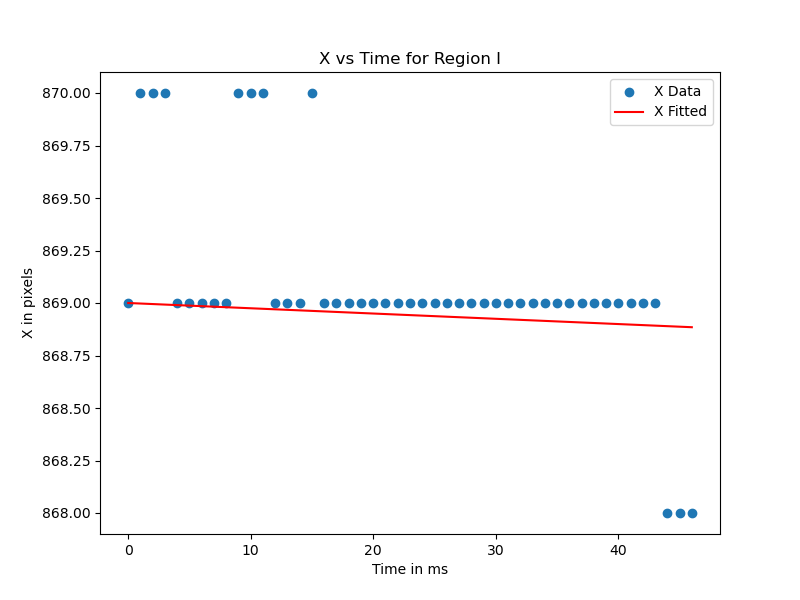 X vs Time for Region I
X Data
X Fitted
870.00
869.75
869.50
869.25
869.00
868.75
868.50
868.25
868.00
X in pixels
0
10
20
30
40
Time in ms